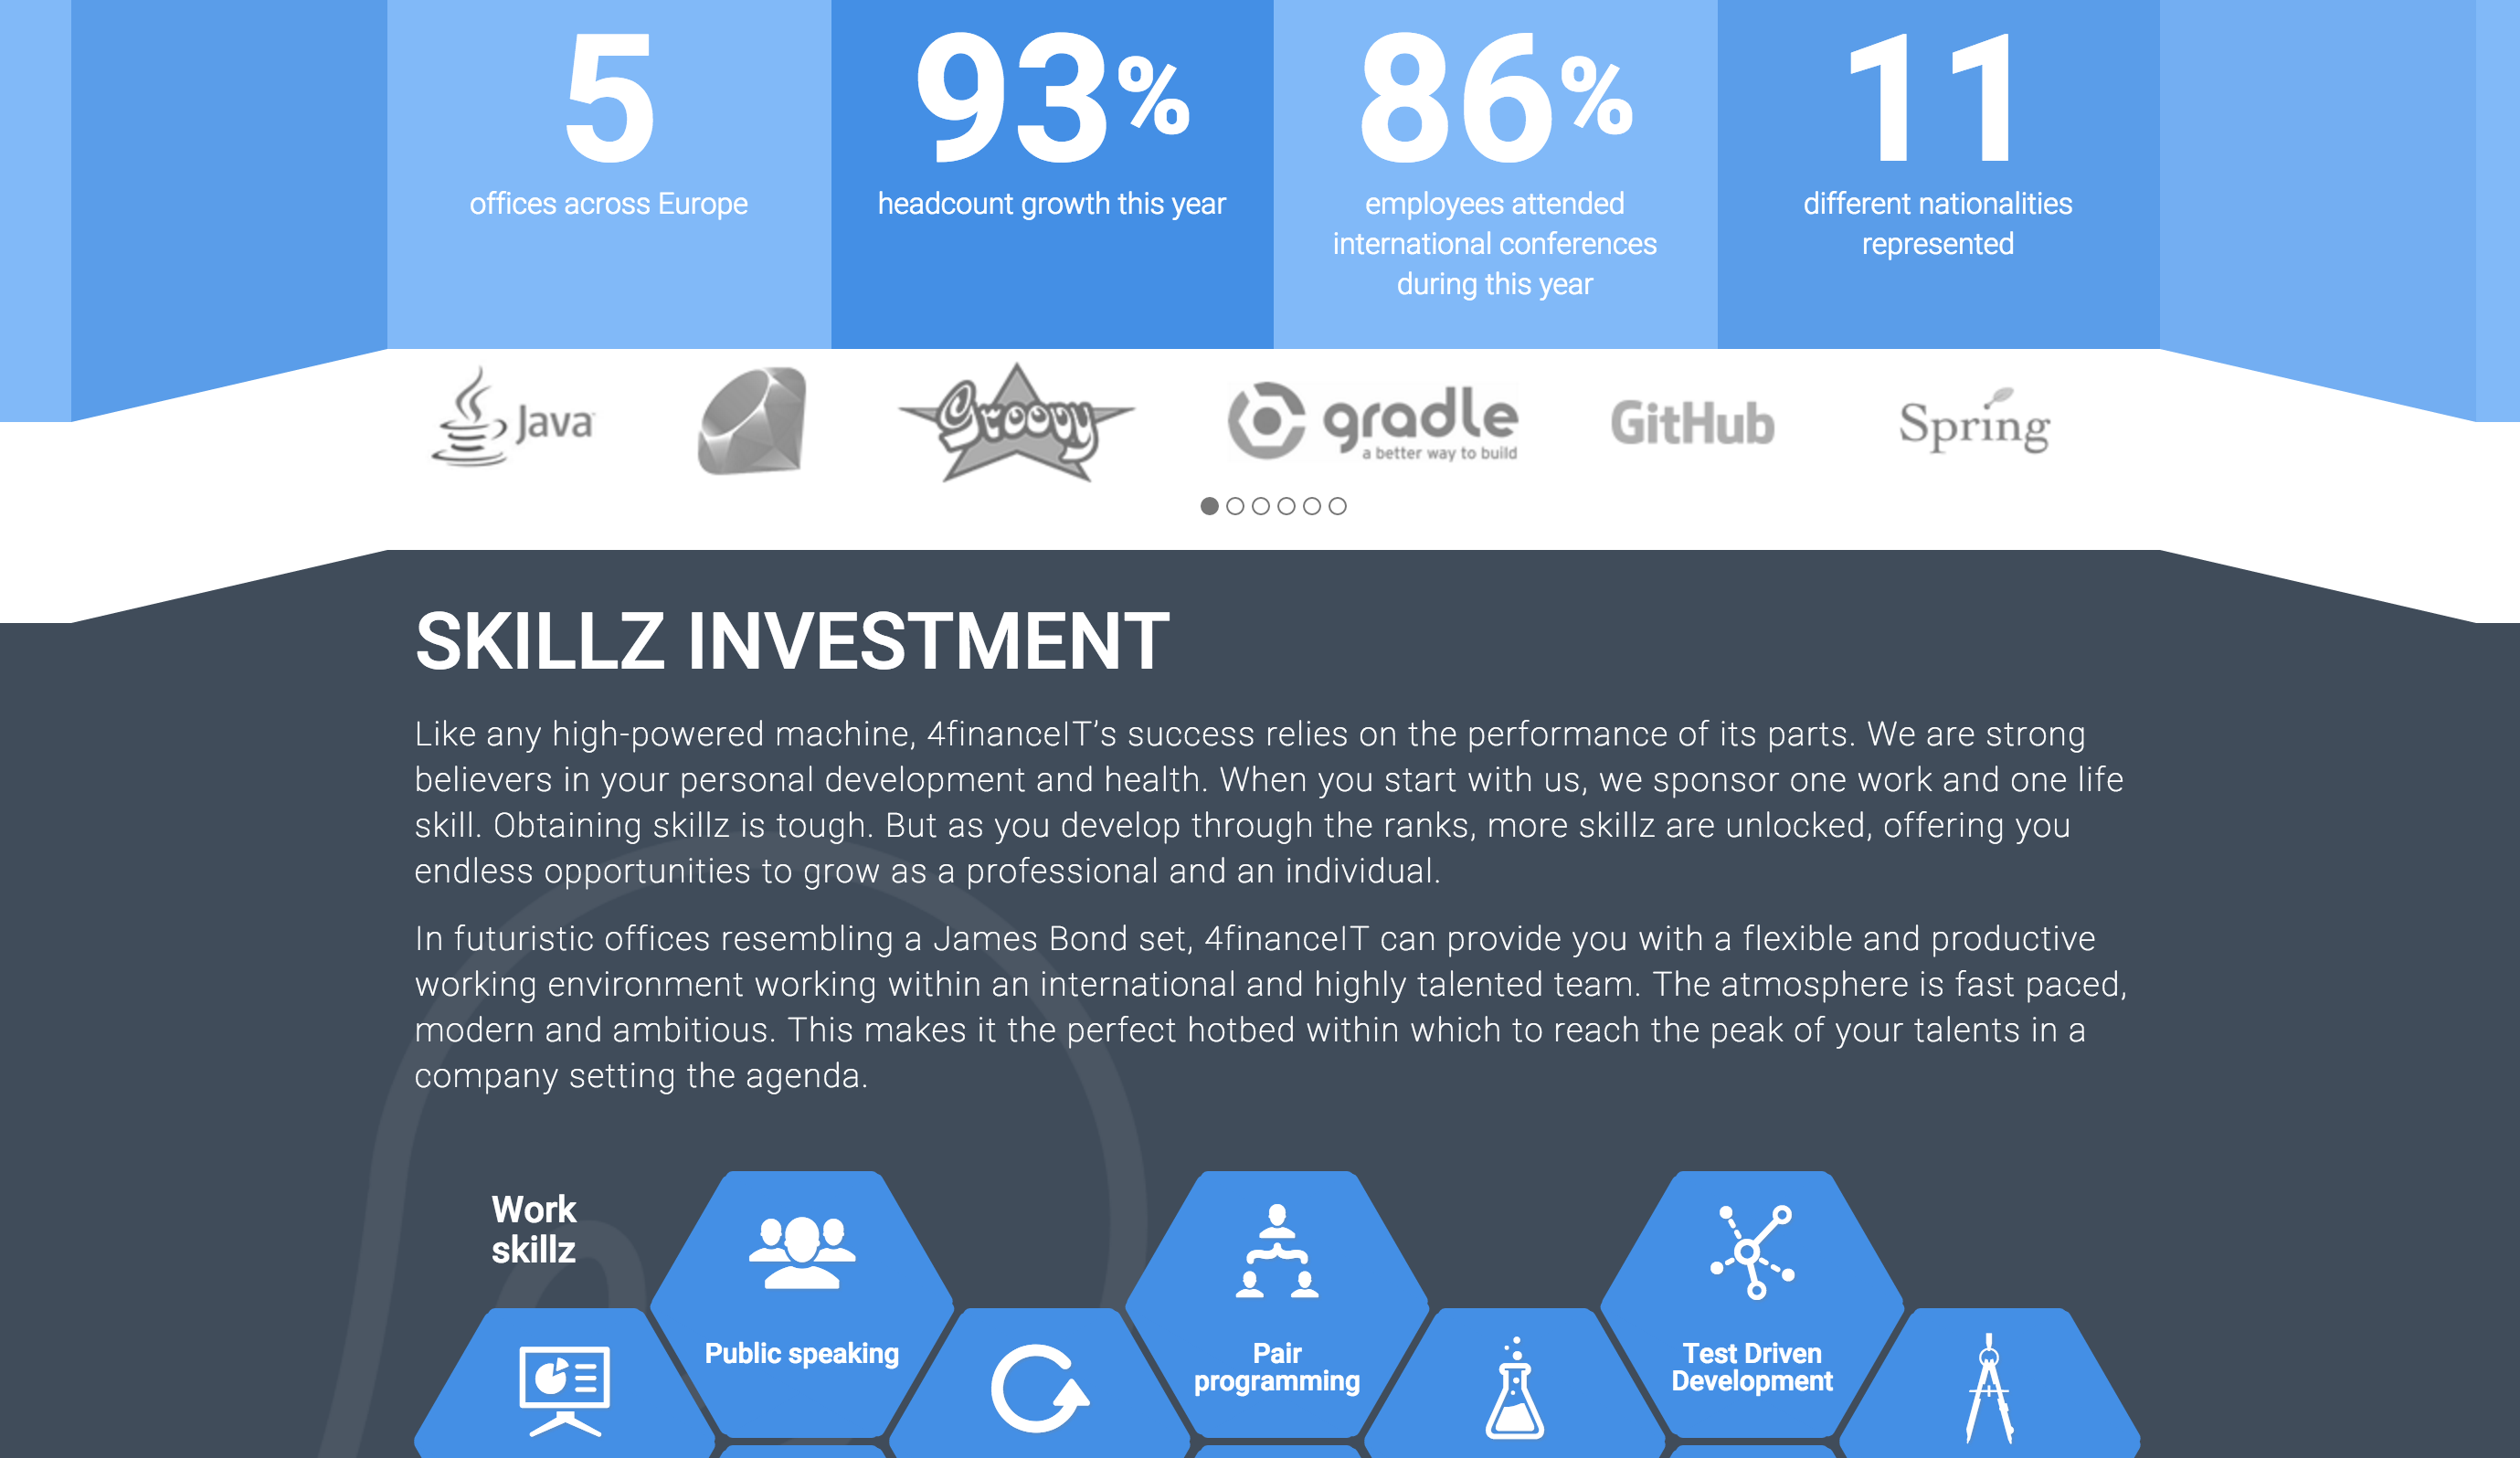 5
offices across Europe
93%
headcount growth this year
86%
employees attended
international conferences
during this year
11
different nationalities
represented
Java
Groovy
gradle
a better way to build
GitHub
Spring
SKILLZ INVESTMENT
Like any high-powered machine, 4financeIT’s success relies on the performance of its parts. We are strong
believers in your personal development and health. When you start with us, we sponsor one work and one life
skill. Obtaining skillz is tough. But as you develop through the ranks, more skillz are unlocked, offering you
endless opportunities to grow as a professional and an individual.
In futuristic offices resembling a James Bond set, 4financeIT can provide you with a flexible and productive
working environment working within an international and highly talented team. The atmosphere is fast paced,
modern and ambitious. This makes it the perfect hotbed within which to reach the peak of your talents in a
company setting the agenda.
Work
skillz
Public speaking
Pair
programming
Test Driven
Development